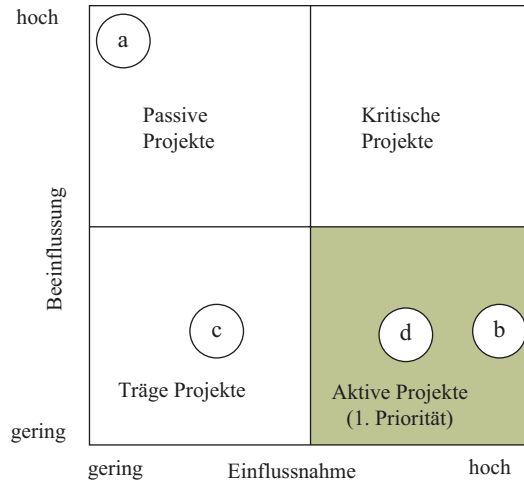 hoch
a
Passive
Projekte
Kritische
Projekte
Beeinflussung
c
d
b
Träge Projekte
Aktive Projekte
(1. Priorität)
gering
gering
Einflussnahme
hoch